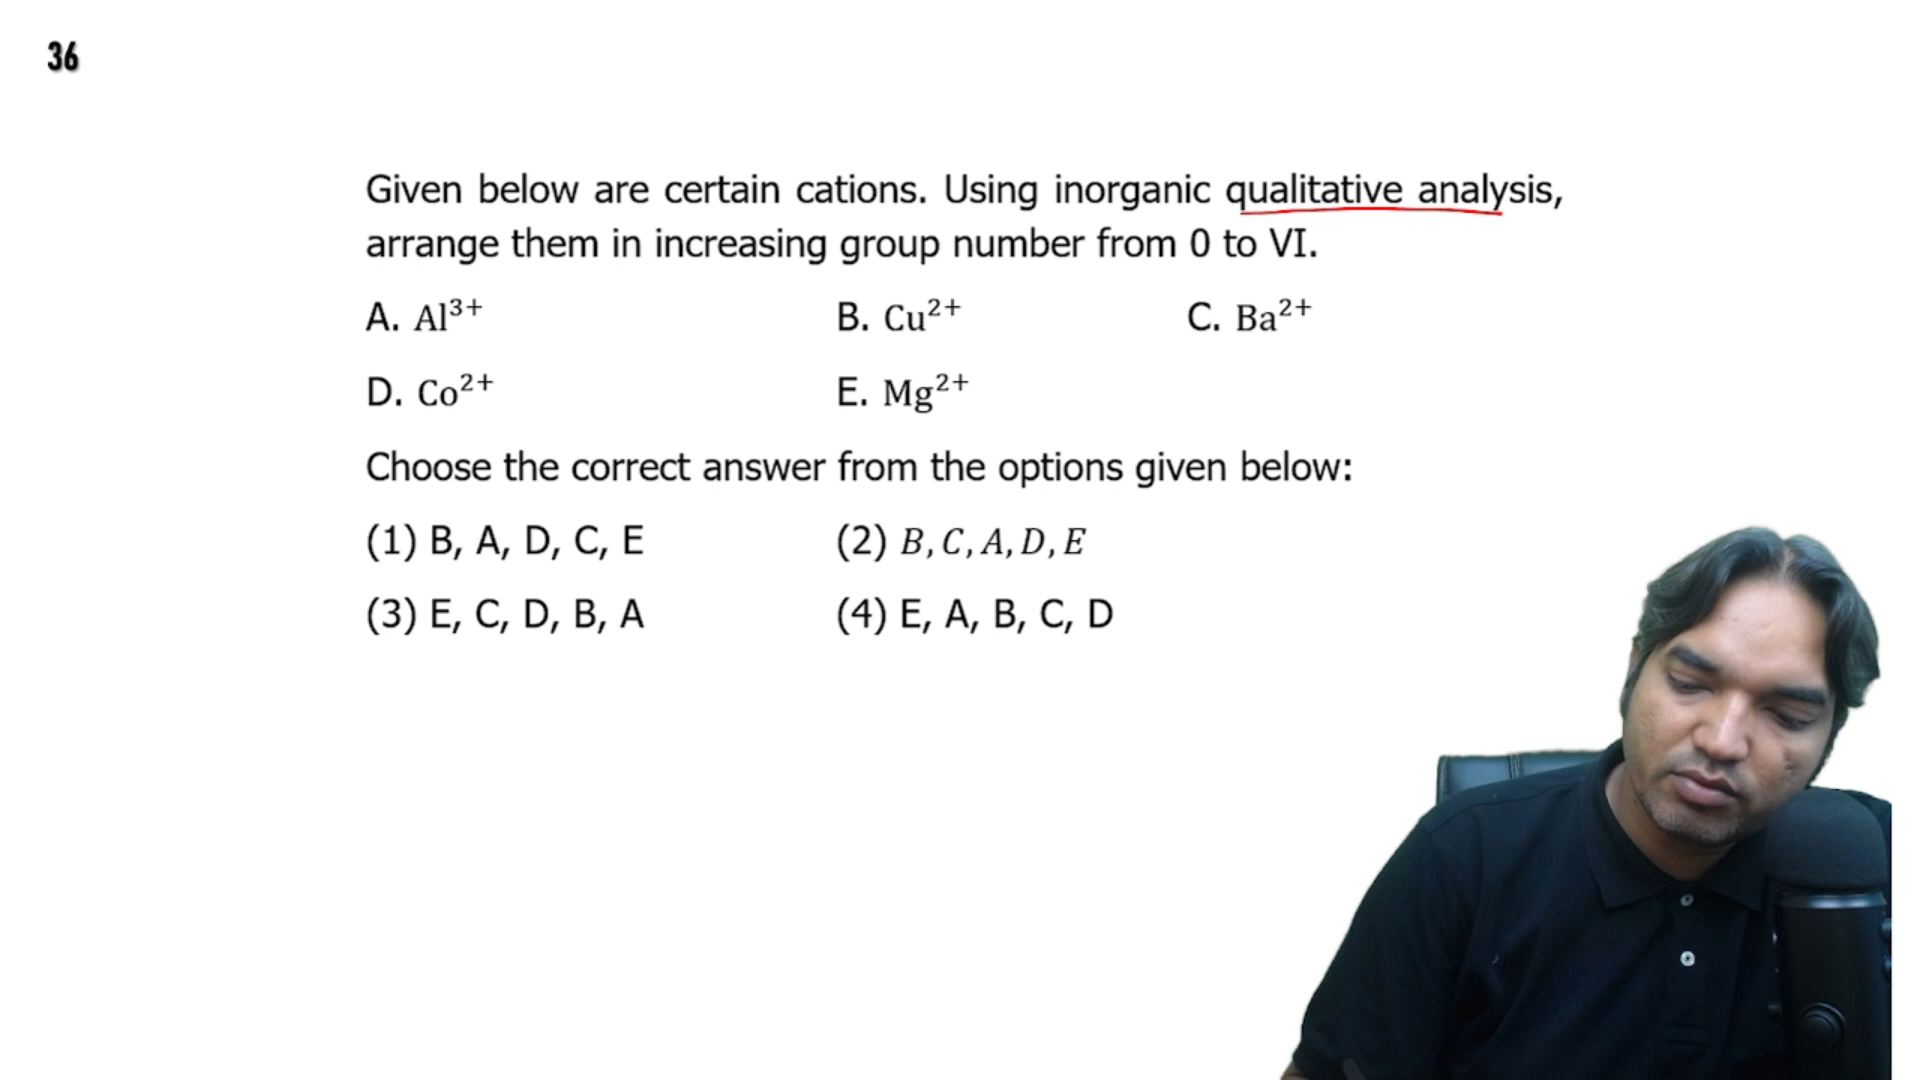 36
Given below are certain cations. Using inorganic qualitative analysis,
arrange them in increasing group number from 0 to VI.
A. Al³⁺ B. Cu²⁺ C. Ba²⁺
D. Co²⁺ E. Mg²⁺
Choose the correct answer from the options given below:
(1) B, A, D, C, E (2) B, C, A, D, E
(3) E, C, D, B, A (4) E, A, B, C, D